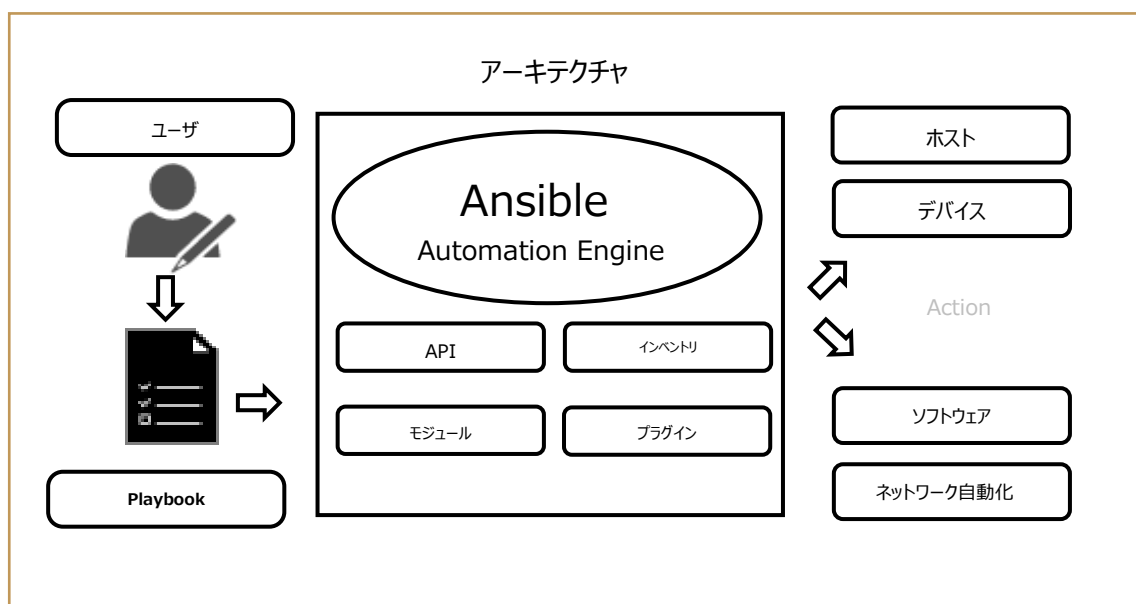 アーキテクチャ
ユーザ
Playbook
Ansible
Automation Engine
API
インベントリ
モジュール
プラグイン
ホスト
デバイス
Action
ソフトウェア
ネットワーク自動化